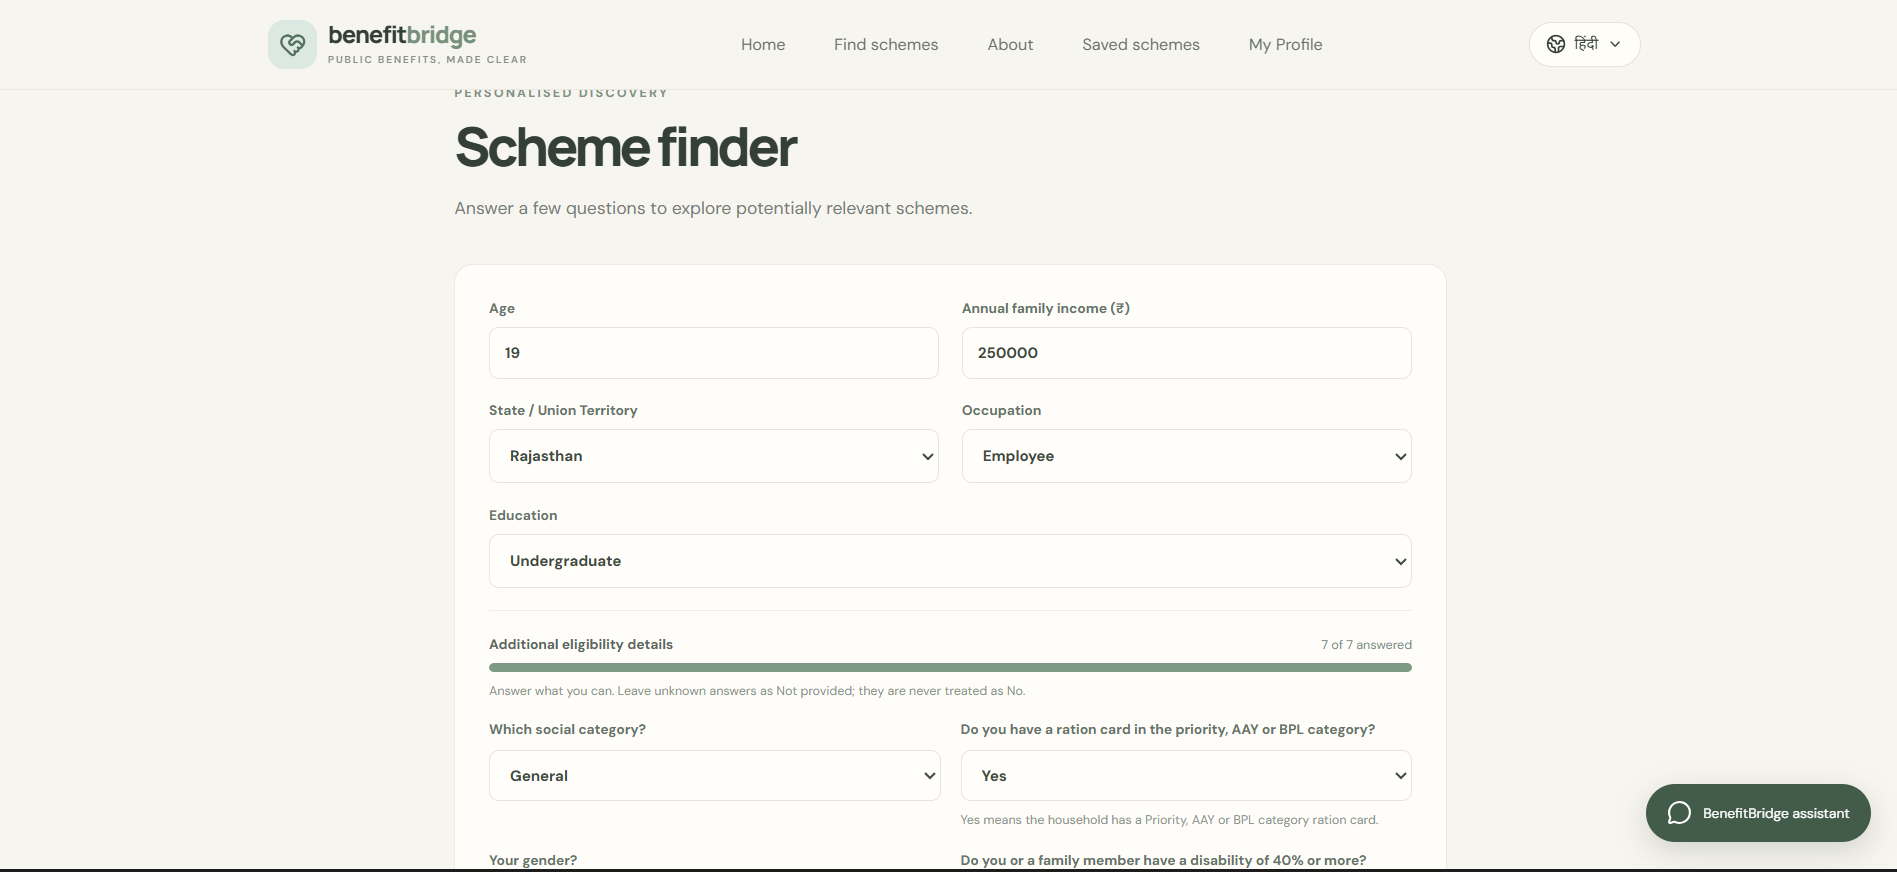 benefitbridge
PUBLIC BENEFITS, MADE CLEAR
Home
Find schemes
About
Saved schemes
My Profile
हिंदी
PERSONALISED DISCOVERY
Scheme finder
Answer a few questions to explore potentially relevant schemes.
Age
Annual family income (₹)
19
250000
State / Union Territory
Occupation
Rajasthan
Employee
Education
Undergraduate
Additional eligibility details
7 of 7 answered
Answer what you can. Leave unknown answers as Not provided; they are never treated as No.
Which social category?
Do you have a ration card in the priority, AAY or BPL category?
General
Yes
Yes means the household has a Priority, AAY or BPL category ration card.
BenefitBridge assistant
Your gender?
Do you or a family member have a disability of 40% or more?